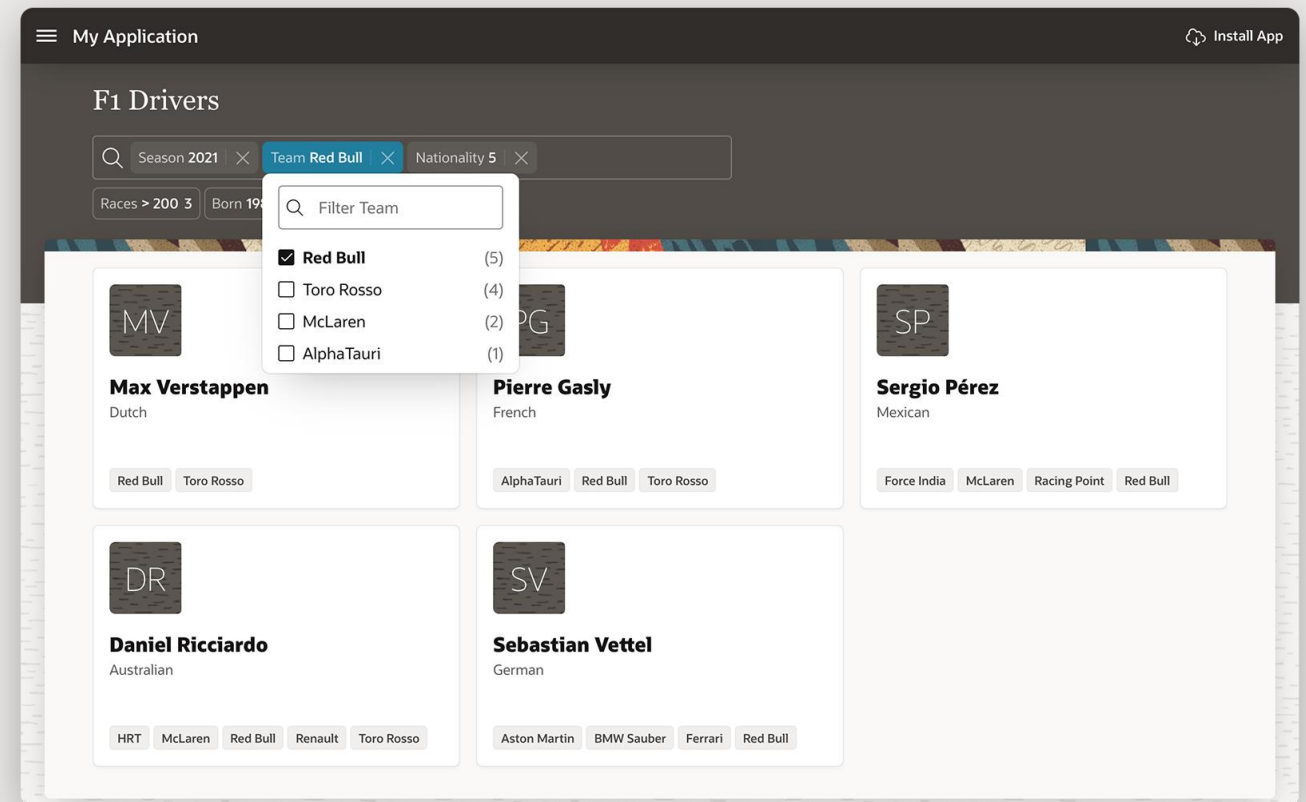 My Application
Install App
F1 Drivers
Season 2021
Team Red Bull
Nationality 5
Races > 200 3
Born
Filter Team
Red Bull (5)
Toro Rosso (4)
McLaren (2)
AlphaTauri (1)
MV
Max Verstappen
Dutch
Red Bull Toro Rosso
PG
Pierre Gasly
French
AlphaTauri Red Bull Toro Rosso
SP
Sergio Pérez
Mexican
Force India McLaren Racing Point Red Bull
DR
Daniel Ricciardo
Australian
HRT McLaren Red Bull Renault Toro Rosso
SV
Sebastian Vettel
German
Aston Martin BMW Sauber Ferrari Red Bull